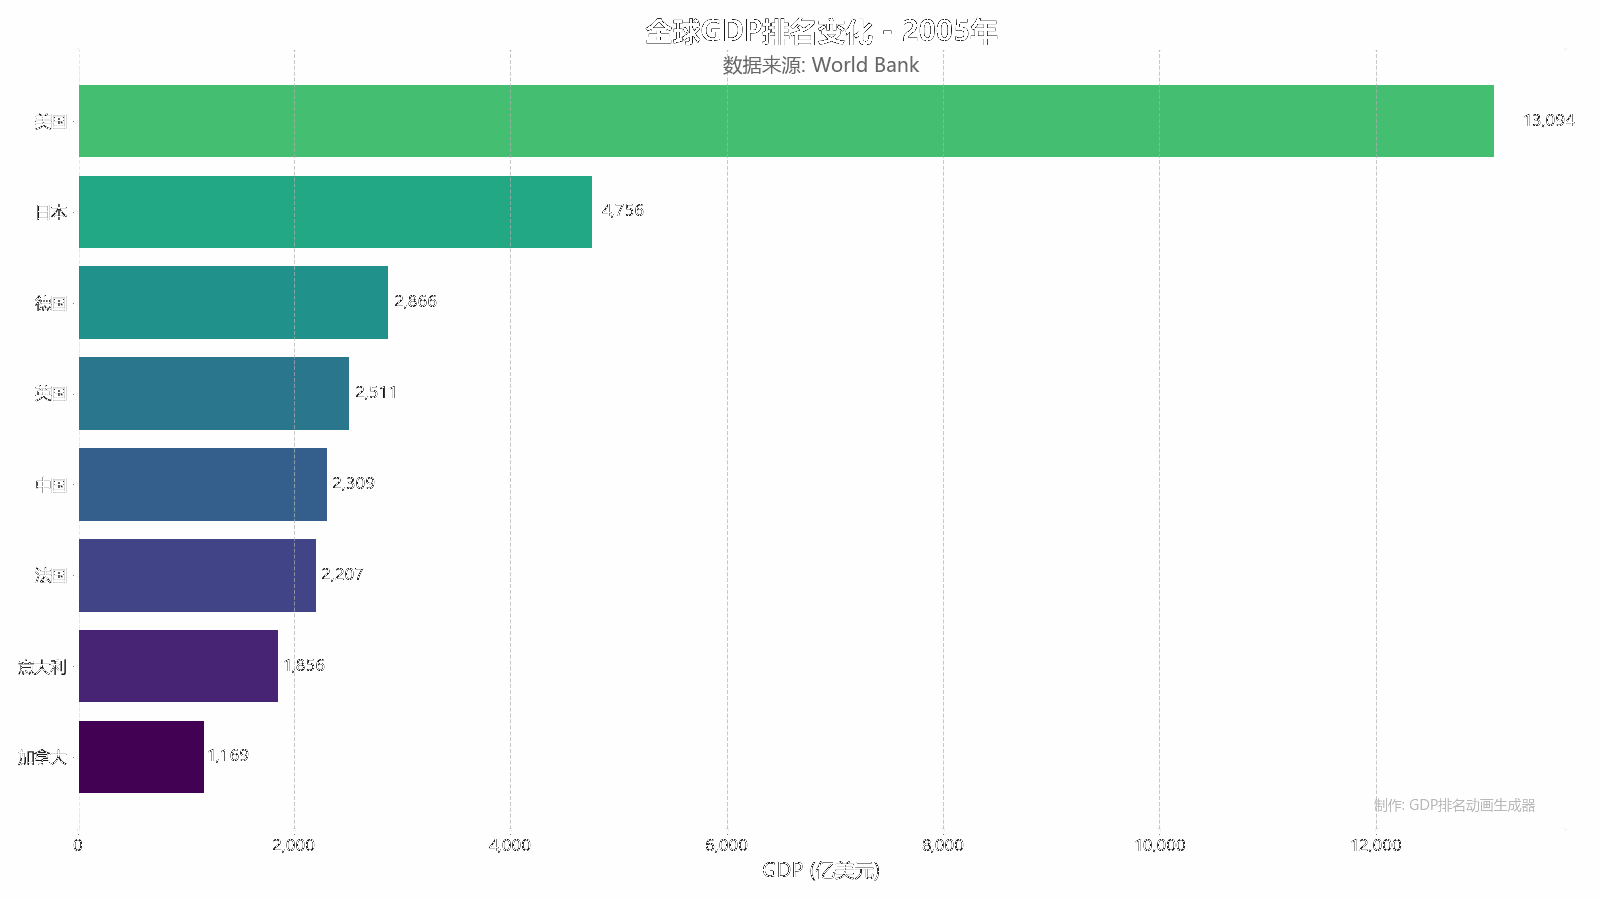 全球GDP排名变化 - 2005年
数据来源: World Bank
美国 13,094
日本 4,756
德国 2,866
英国 2,511
中国 2,309
法国 2,207
意大利 1,856
加拿大 1,169
制作: GDP排名动画生成器
0 2,000 4,000 6,000 8,000 10,000 12,000
GDP (亿美元)